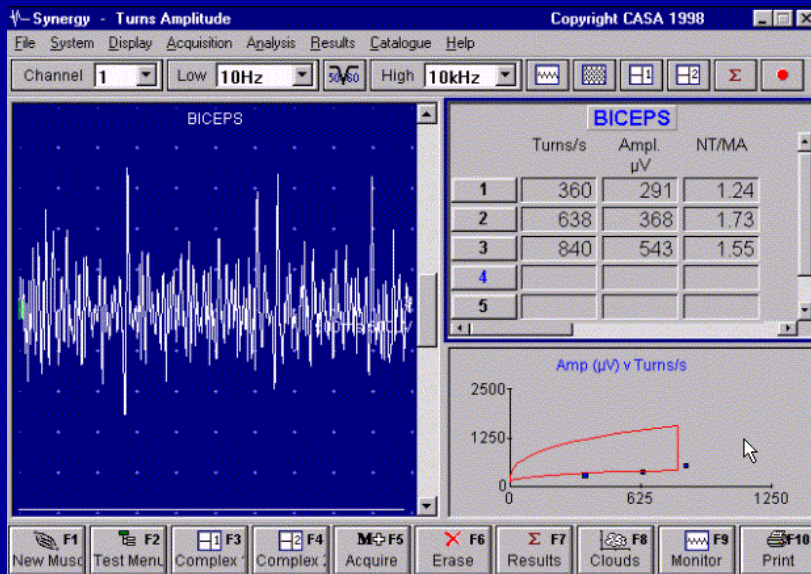 Synergy - Turns Amplitude Copyright CASA 1998
File System Display Acquisition Analysis Results Catalogue Help
Channel 1 Low 10Hz 50/60 High 10kHz 1 2 Σ
BICEPS
BICEPS
Turns/s Ampl. µV NT/MA
1 360 291 1.24
2 638 368 1.73
3 840 543 1.55
4
5
Amp (µV) v Turns/s
2500
1250
0
0 625 1250
F1 F2 1 F3 2 F4 M F5 F6 Σ F7 F8 F9 F10
New Musc Test Menu Complex 1 Complex 2 Acquire Erase Results Clouds Monitor Print